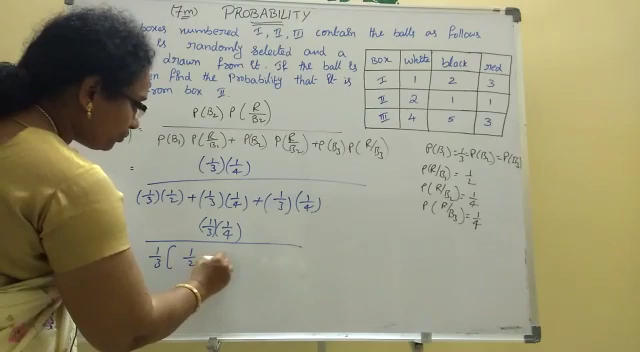 (7m) PROBABILITY
boxes numbered I, II, III contain the balls as follows
is randomly selected and a
drawn from it. If the ball is
find the Probability that it is
from box II.
Box White black red
I 1 2 3
II 2 1 1
III 4 5 3
P(B₂) P(R/B₂)
P(B₁) P(R/B₁) + P(B₂) P(R/B₂) + P(B₃) P(R/B₃)
= (1/3)(1/4)
(1/3)(1/2) + (1/3)(1/4) + (1/3)(1/4)
(1/3)(1/4)
1/3 [ 1/2
P(B₁) = 1/3 = P(B₂) = P(B₃)
P(R/B₁) = 1/2
P(R/B₂) = 1/4
P(R/B₃) = 1/4